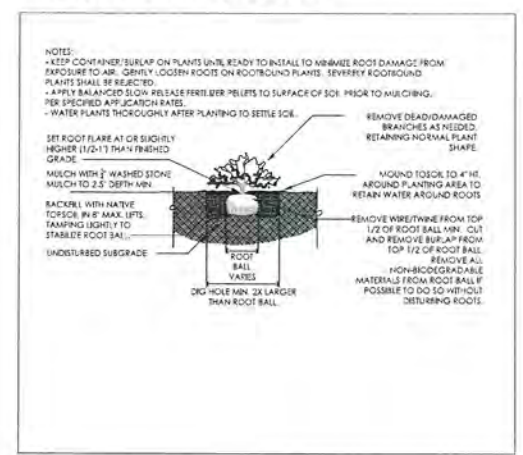 NOTES:
- KEEP CONTAINER/BURLAP ON PLANTS UNTIL READY TO INSTALL TO MINIMIZE ROOT DAMAGE FROM
EXPOSURE TO AIR. GENTLY LOOSEN ROOTS ON ROOTBOUND PLANTS. SEVERELY ROOTBOUND
PLANTS SHALL BE REJECTED.
- APPLY BALANCED SLOW RELEASE FERTILIZER PELLETS TO SURFACE OF SOIL PRIOR TO MULCHING,
PER SPECIFIED APPLICATION RATES.
- WATER PLANTS THOROUGHLY AFTER PLANTING TO SETTLE SOIL.
SET ROOT FLARE AT OR SLIGHTLY
HIGHER (1/2-1") THAN FINISHED
GRADE.
MULCH WITH WASHED STONE
MULCH TO 2.5" DEPTH MIN.
BACKFILL WITH NATIVE
TOPSOIL IN 8" MAX. LIFTS,
TAMPING LIGHTLY TO
STABILIZE ROOT BALL.
UNDISTURBED SUBGRADE
ROOT
BALL
VARIES
DIG HOLE MIN. 2X LARGER
THAN ROOT BALL.
REMOVE DEAD/DAMAGED
BRANCHES AS NEEDED,
RETAINING NORMAL PLANT
SHAPE.
MOUND TOSOIL TO 4" HT.
AROUND PLANTING AREA TO
RETAIN WATER AROUND ROOTS
REMOVE WIRE/TWINE FROM TOP
1/2 OF ROOT BALL MIN. CUT
AND REMOVE BURLAP FROM
TOP 1/2 OF ROOT BALL.
REMOVE ALL
NON-BIODEGRADABLE
MATERIALS FROM ROOT BALL IF
POSSIBLE TO DO SO WITHOUT
DISTURBING ROOTS.